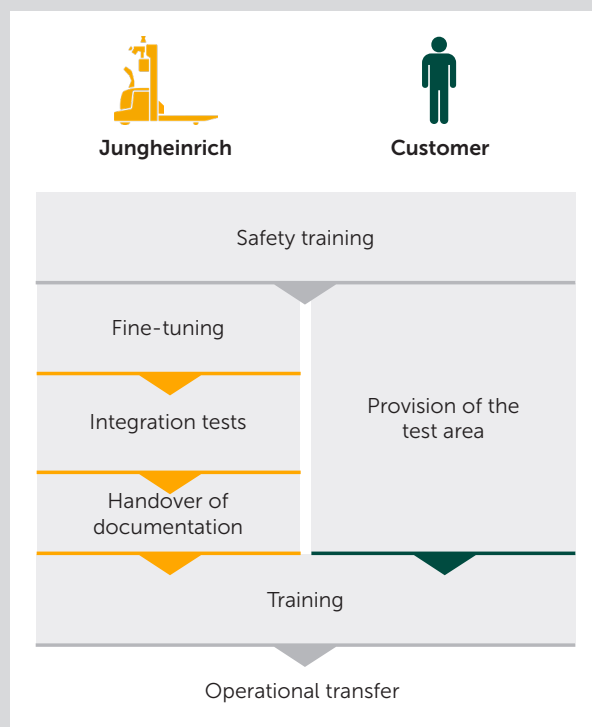 Jungheinrich
Customer
Safety training
Fine-tuning
Integration tests
Handover of
documentation
Provision of the
test area
Training
Operational transfer